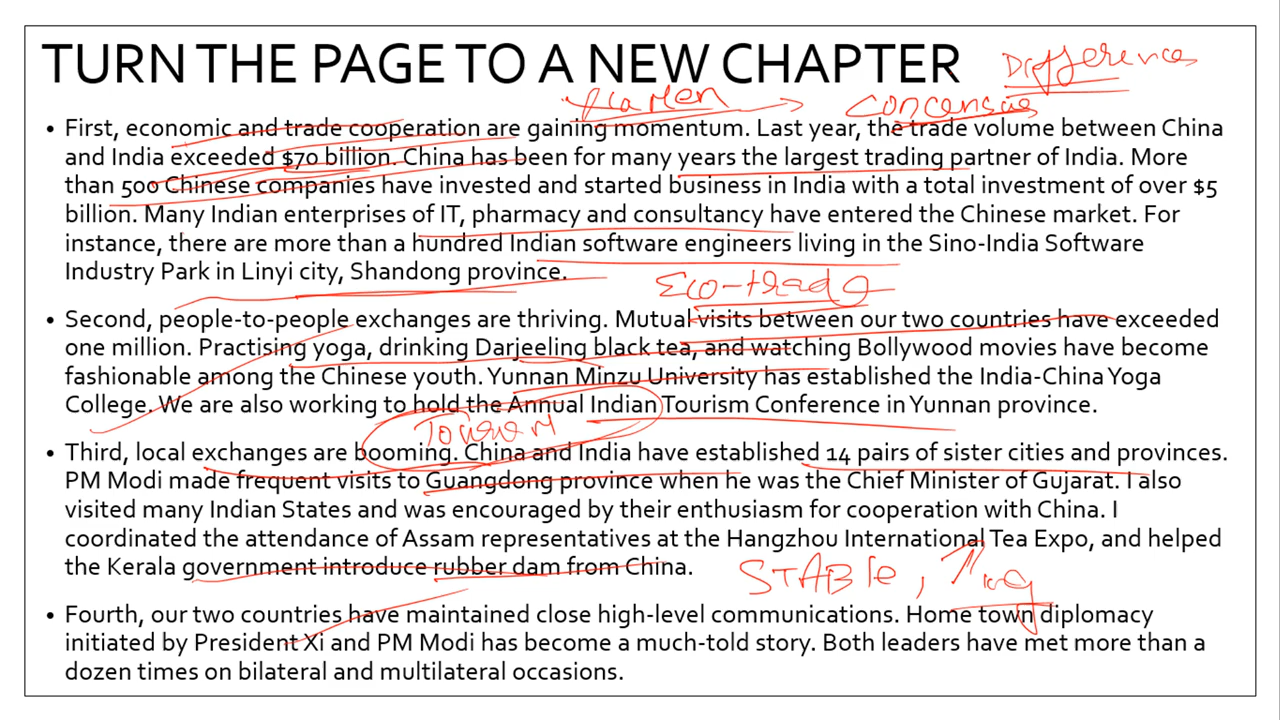 TURN THE PAGE TO A NEW CHAPTER
Differences
Concensus
• First, economic and trade cooperation are gaining momentum. Last year, the trade volume between China
and India exceeded $70 billion. China has been for many years the largest trading partner of India. More
than 500 Chinese companies have invested and started business in India with a total investment of over $5
billion. Many Indian enterprises of IT, pharmacy and consultancy have entered the Chinese market. For
instance, there are more than a hundred Indian software engineers living in the Sino-India Software
Industry Park in Linyi city, Shandong province.
Eco-trade
• Second, people-to-people exchanges are thriving. Mutual visits between our two countries have exceeded
one million. Practising yoga, drinking Darjeeling black tea, and watching Bollywood movies have become
fashionable among the Chinese youth. Yunnan Minzu University has established the India-China Yoga
College. We are also working to hold the Annual Indian Tourism Conference in Yunnan province.
Tourism
• Third, local exchanges are booming. China and India have established 14 pairs of sister cities and provinces.
PM Modi made frequent visits to Guangdong province when he was the Chief Minister of Gujarat. I also
visited many Indian States and was encouraged by their enthusiasm for cooperation with China. I
coordinated the attendance of Assam representatives at the Hangzhou International Tea Expo, and helped
the Kerala government introduce rubber dam from China.
STABLE, ↑ing
• Fourth, our two countries have maintained close high-level communications. Home town diplomacy
initiated by President Xi and PM Modi has become a much-told story. Both leaders have met more than a
dozen times on bilateral and multilateral occasions.